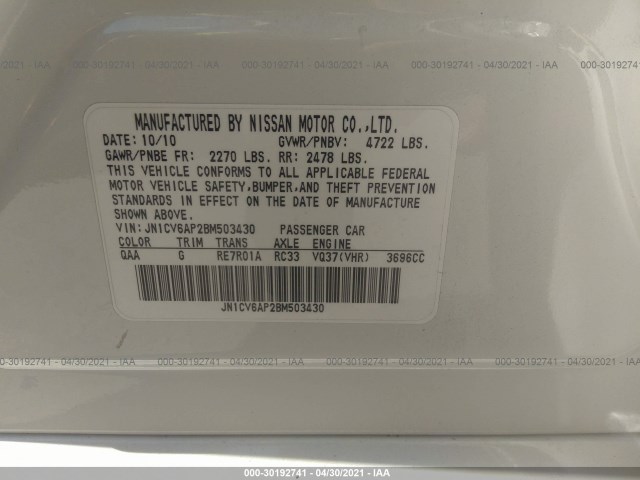 000-30192741 - 04/30/2021 - IAA
MANUFACTURED BY NISSAN MOTOR CO.,LTD.
DATE: 10/10 GVWR/PNBV: 4722 LBS.
GAWR/PNBE FR: 2270 LBS. RR: 2478 LBS.
THIS VEHICLE CONFORMS TO ALL APPLICABLE FEDERAL
MOTOR VEHICLE SAFETY,BUMPER,AND THEFT PREVENTION
STANDARDS IN EFFECT ON THE DATE OF MANUFACTURE
SHOWN ABOVE.
VIN: JN1CV6AP2BM503430 PASSENGER CAR
COLOR TRIM TRANS AXLE ENGINE
QAA G RE7R01A RC33 VQ37(VHR) 3696CC
JN1CV6AP2BM503430
000-30192741 - 04/30/2021 - IAA
000-30192741 - 04/30/2021 - IAA